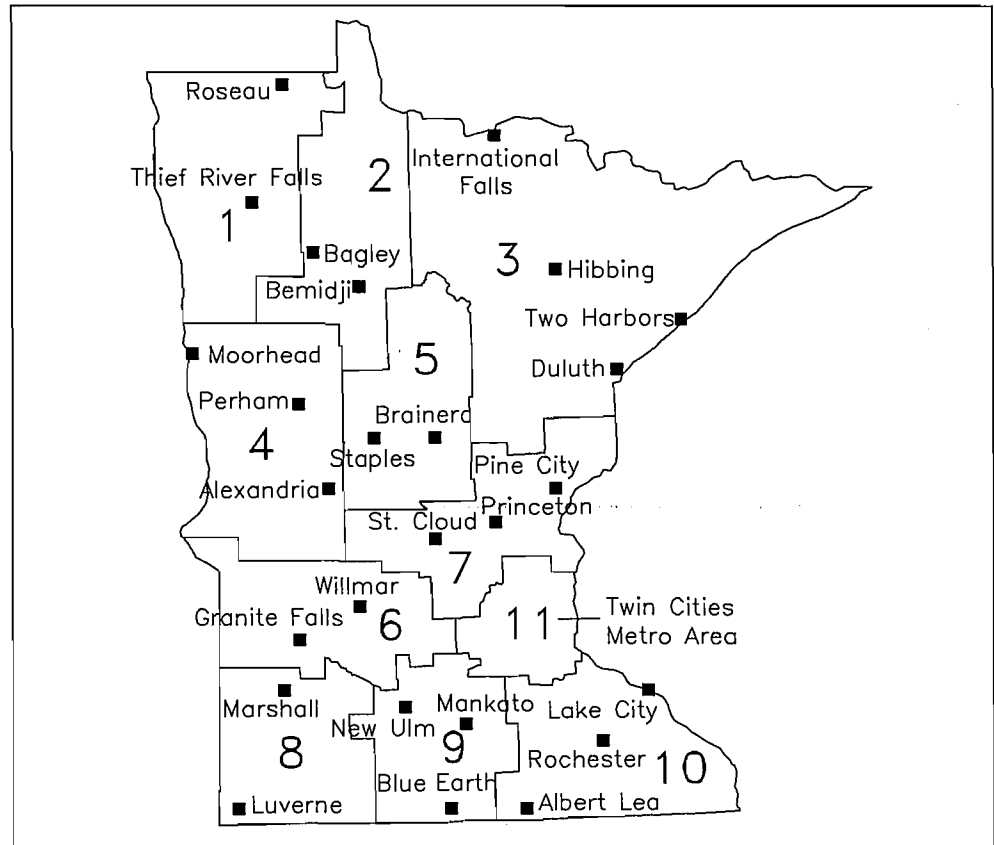 Roseau
International
Falls
Thief River Falls
2
1
Bagley
3
Hibbing
Bemidji
Two Harbors
Moorhead
5
Duluth
Perham
Brainerd
4
Staples
Pine City
Alexandria
Princeton
St. Cloud
7
Willmar
Granite Falls
6
11
Twin Cities
Metro Area
Marshall
Mankato
Lake City
New Ulm
8
9
Rochester
10
Blue Earth
Luverne
Albert Lea